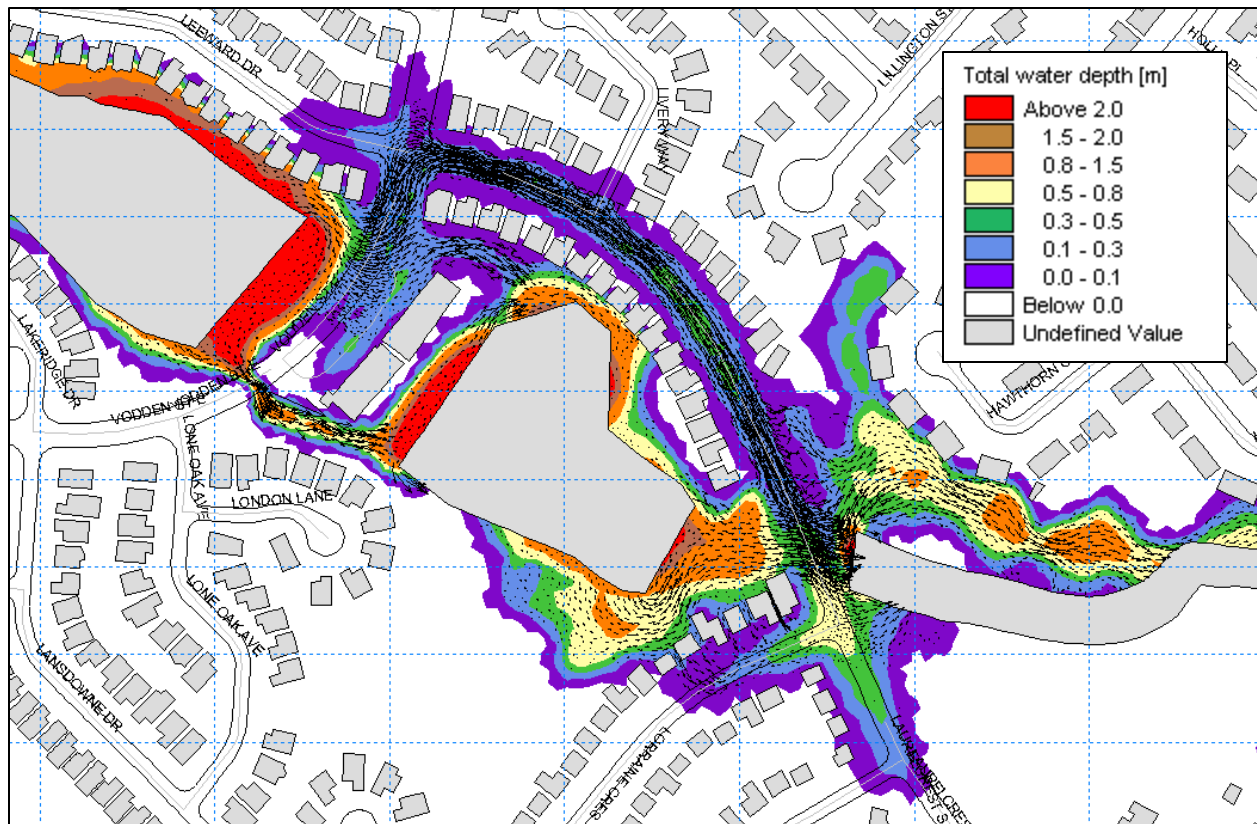 LEEWARD DR
LILLINGTON S
HOLL PL
Total water depth [m]
Above 2.0
1.5 - 2.0
0.8 - 1.5
0.5 - 0.8
0.3 - 0.5
0.1 - 0.3
0.0 - 0.1
Below 0.0
Undefined Value
LIVERY WAY
LAKERIDGE DR
VODDEN
HAWTHORN C
LONE OAK AVE
LONDON LANE
LONE OAK AVE
LANSDOWNE DR
LORRAINE CRES